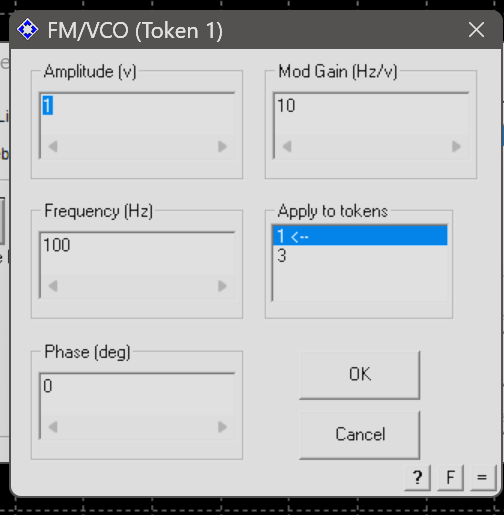 FM/VCO (Token 1)
Amplitude (v)
1
Mod Gain (Hz/v)
10
Frequency (Hz)
100
Apply to tokens
1 <--
3
Phase (deg)
0
OK
Cancel
? F =